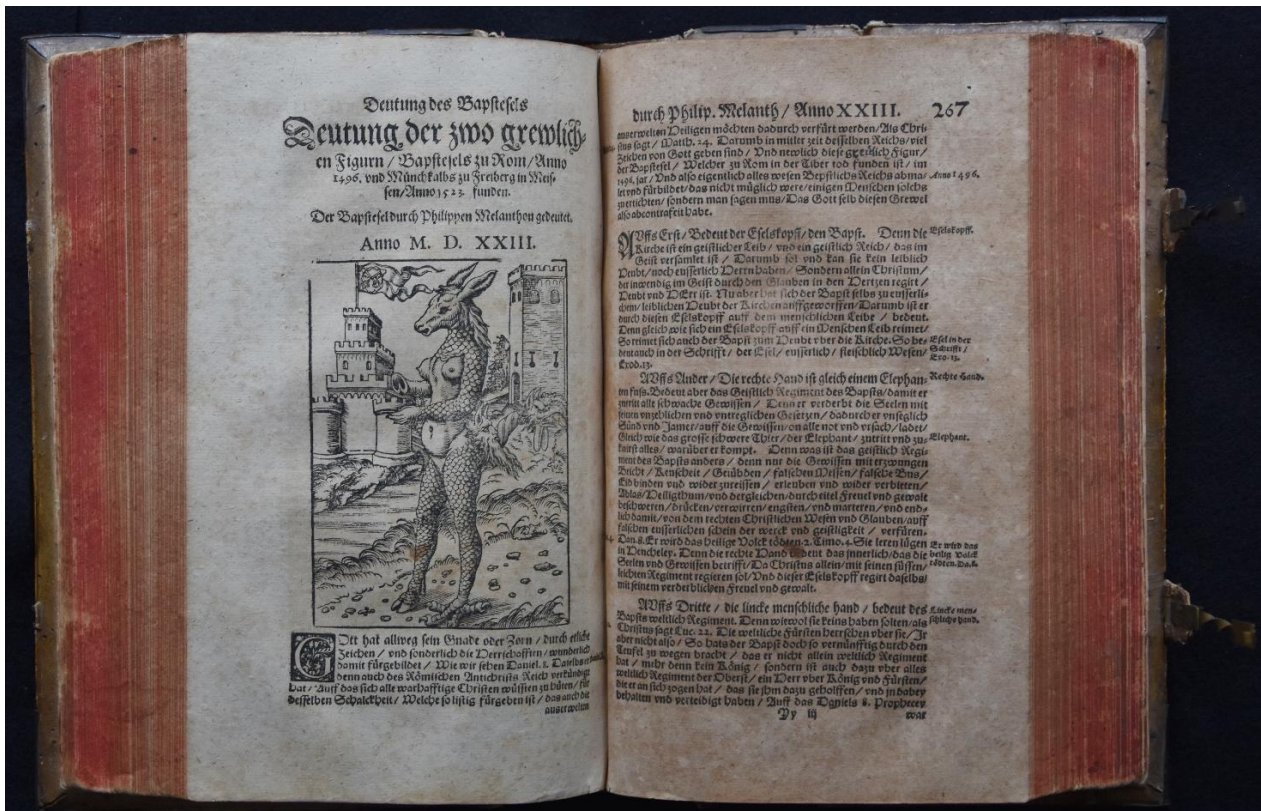 Deutung des Bapstesels
Deutung der zwo grewlich-
en Figurn / Bapstesels zu Rom / Anno
1496. vnd Münchkalbs zu Freiberg in Meis-
sen / Anno 1523. funden.
Der Bapstesel durch Philippen Melanthon gedeutet.
Anno M. D. XXIII.
GOtt hat allweg sein Gnade oder Zorn / durch etliche
Zeichen / vnd sonderlich die Herrschafften / wunderlich
damit fürgebildet / Wie wir sehen Daniel. 8. Daselbs er
denn auch des Römischen Antichrists Reich verkündigt
hat / Auff das sich alle warhafftige Christen wüssten zu hüten / für
desselben Schalckheit / Welche so listig fürgeben ist / das auch die
auserwelten
durch Philip. Melanth / Anno XXIII. 267
auserwelten Heiligen möchten dadurch verfürt werden / Als Chri-
stus sagt / Matth. 24. Darumb in mitler zeit desselben Reichs / viel
Zeichen von Gott geben sind / Vnd newlich diese grewlich Figur /
der Bapstesel / Welcher zu Rom in der Tiber tod funden ist / im
1496. jar / Vnd also eigentlich alles wesen Bepstlichs Reichs abma-
let vnd fürbildet / das nicht müglich were / einigen Menschen solchs
zuertichten / sondern man sagen mus / Das Gott selb diesen Grewel
also abcontrafeit habt.
Anno 1496.
AVffs Erst / Bedeut der Eselskopff / den Bapst. Denn die
Kirche ist ein geistlicher Leib / vnd ein geistlich Reich / das im
Geist versamlet ist / Darumb sol vnd kan sie kein leiblich
Heubt / noch eusserlich Herrn haben / Sondern allein Christum /
der inwendig im Geist durch den Glauben in den Hertzen regirt /
Heubt vnd HErr ist. Nu aber hat sich der Bapst selbs zu eusserli-
chem / leiblichen Heubt der Kirchen auffgeworffen / Darumb ist er
durch diesen Eselskopff auff dem menschlichen Leibe / bedeut.
Denn gleich wie sich ein Eselskopff auff ein Menschen Leib reimet /
So reimet sich auch der Bapst zum Heubt vber die Kirche. So be-
deut auch in der Schrifft / der Esel / eusserlich / fleischlich Wesen /
Exod. 13.
Eselskopff.
Esel in der
Schrifft /
Exo. 13.
AVffs Ander / Die rechte Hand ist gleich einem Elephan-
ten fuss. Bedeut aber das Geistlich Regiment des Bapsts / damit er
zutrit alle schwache Gewissen / Denn er verderbt die Seelen mit
seinen vnzehlichen vnd vntreglichen Gesetzen / dadurch er vnseglich
Sünd vnd Jamer / auff die Gewissen / on alle not vnd vrsach / ladet /
Gleich wie das grosse schwere Thier / der Elephant / zutritt vnd zu-
knirst alles / warüber er kompt. Denn was ist das geistlich Regi-
ment des Bapsts anders / denn nur die Gewissen mit erzwungen
Beicht / Keuscheit / Gelübden / falschen Messen / falsche Bus /
Eid binden vnd wider zureissen / erleuben vnd wider verbieten /
Ablas / Heiligthum / vnd dergleichen / durch eitel Freuel vnd gewalt
beschweren / drücken / verwirren / engsten / vnd marteren / vnd end-
lich damit / von dem rechten Christlichen Wesen vnd Glauben / auff
falschen eusserlichen schein der werck vnd geistligkeit / verfüren.
Dan. 8. Er wird das heilige Volck tödten. 2. Timo. 4. Sie leren lügen
in Heucheley. Denn die rechte Hand bedeut das innerlich / das die
Seelen vnd Gewissen betrifft / Da Christus allein / mit seinen süssen /
leichten Regiment regieren sol / Vnd dieser Eselskopff regirt daselbs /
mit seinem verderblichen Freuel vnd gewalt.
Rechte Hand.
Elephant.
Er wird das
heilig Volck
tödten. Da. 8.
AVffs Dritte / die lincke menschliche hand / bedeut des
Bapsts weltlich Regiment. Denn wiewol sie keins haben solten / als
Christus sagt Luc. 22. Die weltliche Fürsten herrschen vber sie / Jr
aber nicht also / So hats der Bapst doch so vernünfftig durch den
Teufel zu wegen bracht / das er nicht allein weltlich Regiment
hat / mehr denn kein König / sondern ist auch dazu vber alles
weltlich Regiment der Oberst / ein Herr vber König vnd Fürsten /
die er an sich zogen hat / das sie jhm dazu geholffen / vnd jn dabey
behalten vnd verteidigt haben / Auff das Danyiels 8. Prophecey
Lincke men-
schliche hand.
Yy iij war